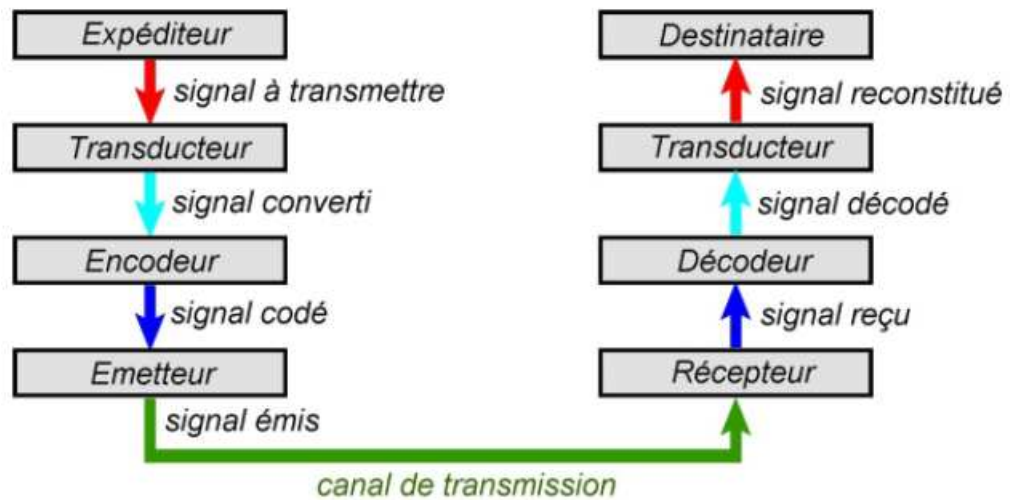 Expéditeur
signal à transmettre
Transducteur
signal converti
Encodeur
signal codé
Emetteur
signal émis
canal de transmission
Récepteur
signal reçu
Décodeur
signal décodé
Transducteur
signal reconstitué
Destinataire